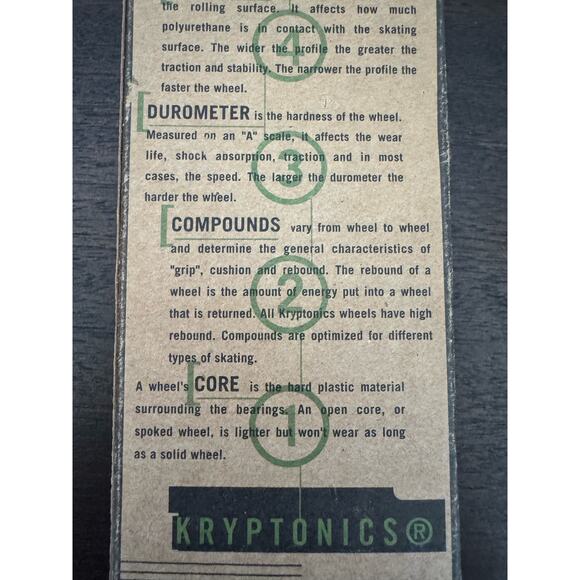 the rolling surface. It affects how much
polyurethane is in contact with the skating
surface. The wider the profile the greater the
traction and stability. The narrower the profile the
faster the wheel.
4
DUROMETER is the hardness of the wheel.
Measured on an "A" scale, it affects the wear
life, shock absorprion, traction and in most
cases, the speed. The larger the durometer the
harder the wheel.
3
COMPOUNDS vary from wheel to wheel
and determine the general characteristics of
"grip", cushion and rebound. The rebound of a
wheel is the amount of energy put into a wheel
that is returned. All Kryptonics wheels have high
rebound. Compounds are optimized for different
types of skating.
2
A wheel's CORE is the hard plastic material
surrounding the bearings. An open core, or
spoked wheel, is lighter but won't wear as long
as a solid wheel.
1
KRYPTONICS®